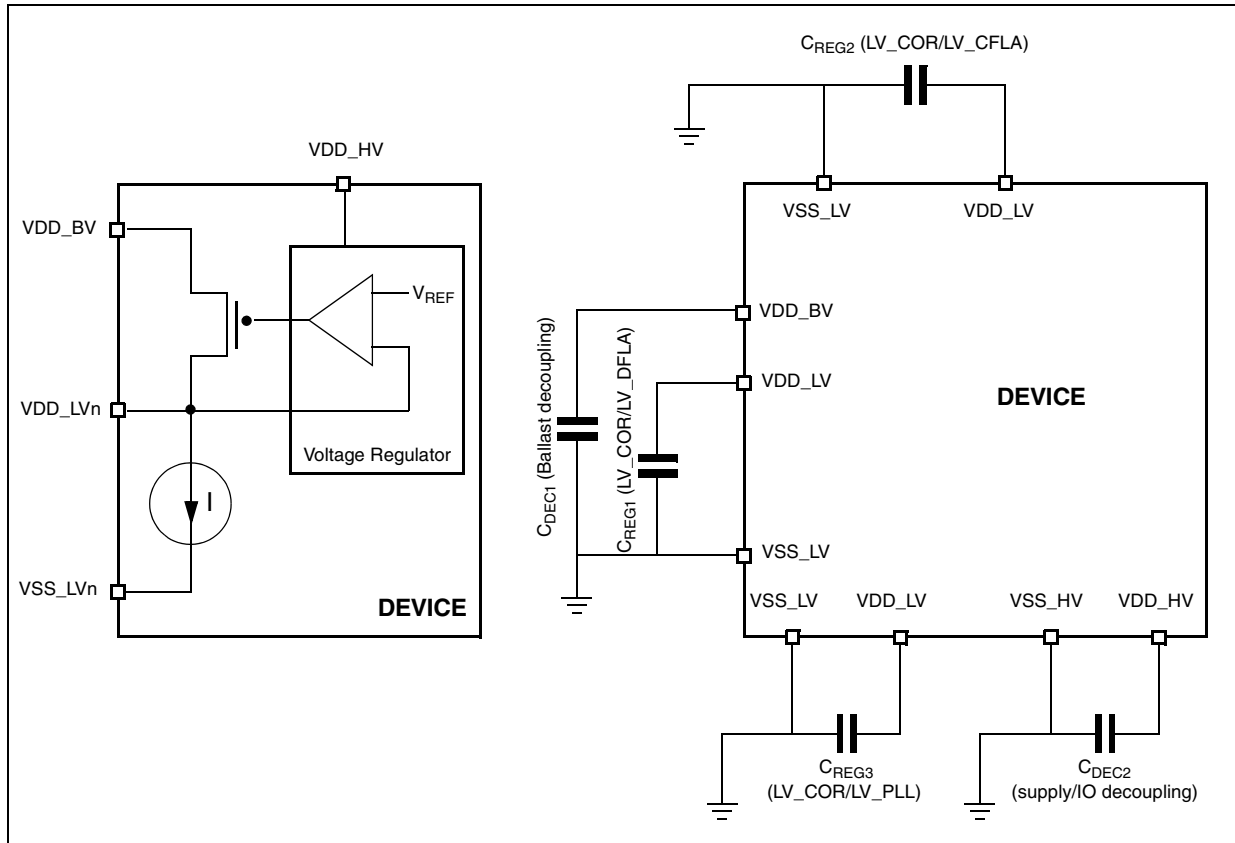 VDD_HV
VDD_BV
VREF
VDD_LVn
Voltage Regulator
I
VSS_LVn
DEVICE
CREG2 (LV_COR/LV_CFLA)
VSS_LV
VDD_LV
VDD_BV
VDD_LV
DEVICE
CDEC1 (Ballast decoupling)
CREG1 (LV_COR/LV_DFLA)
VSS_LV
VSS_LV
VDD_LV
VSS_HV
VDD_HV
CREG3
(LV_COR/LV_PLL)
CDEC2
(supply/IO decoupling)